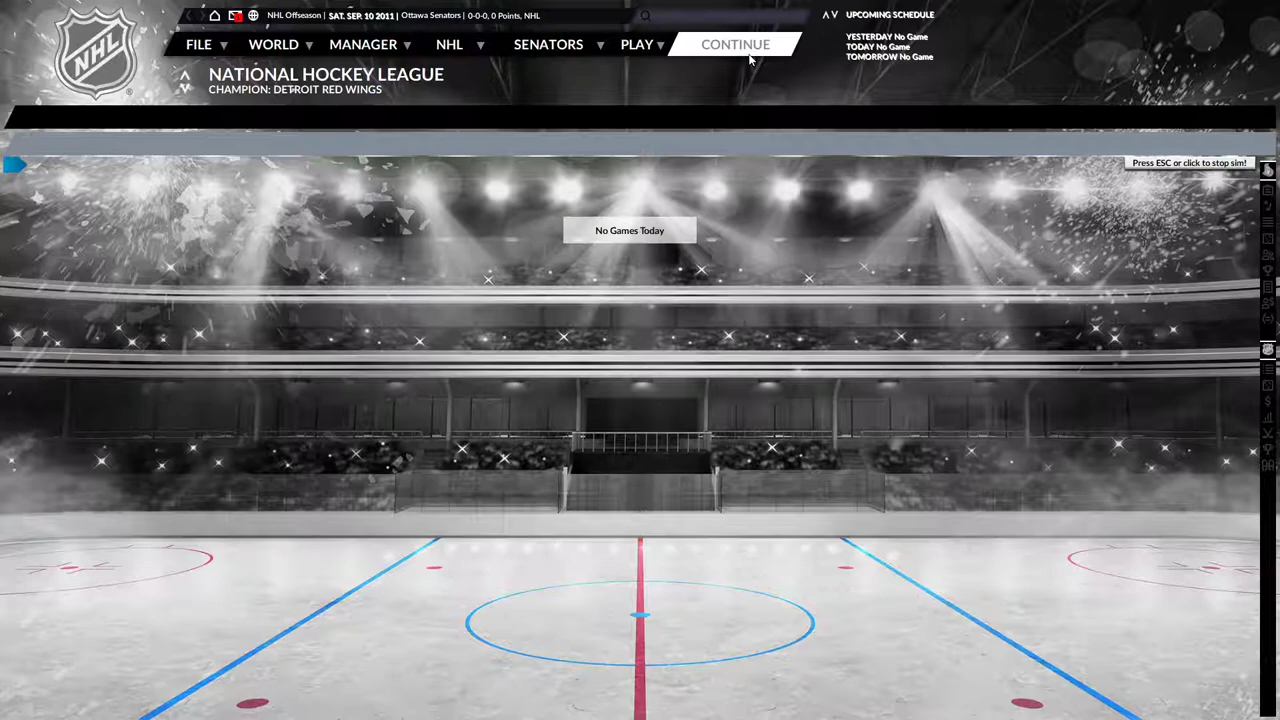 NHL Offseason | SAT. SEP. 10 2011 | Ottawa Senators | 0-0-0, 0 Points, NHL
UPCOMING SCHEDULE
YESTERDAY No Game
TODAY No Game
TOMORROW No Game
FILE
WORLD
MANAGER
NHL
SENATORS
PLAY
CONTINUE
NHL
NATIONAL HOCKEY LEAGUE
CHAMPION: DETROIT RED WINGS
Press ESC or click to stop sim!
No Games Today